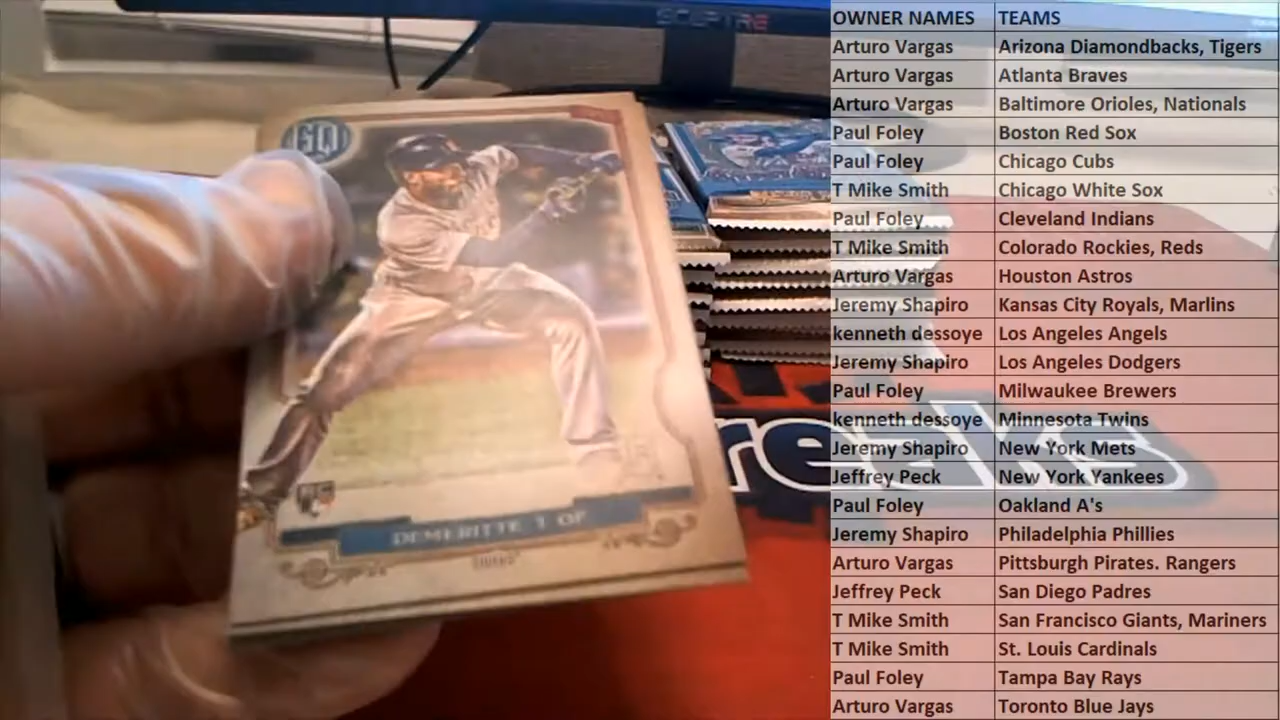 SCEPTRE
OWNER NAMES TEAMS
Arturo Vargas Arizona Diamondbacks, Tigers
Arturo Vargas Atlanta Braves
Arturo Vargas Baltimore Orioles, Nationals
Paul Foley Boston Red Sox
Paul Foley Chicago Cubs
T Mike Smith Chicago White Sox
Paul Foley Cleveland Indians
T Mike Smith Colorado Rockies, Reds
Arturo Vargas Houston Astros
Jeremy Shapiro Kansas City Royals, Marlins
kenneth dessoye Los Angeles Angels
Jeremy Shapiro Los Angeles Dodgers
Paul Foley Milwaukee Brewers
kenneth dessoye Minnesota Twins
Jeremy Shapiro New York Mets
Jeffrey Peck New York Yankees
Paul Foley Oakland A's
Jeremy Shapiro Philadelphia Phillies
Arturo Vargas Pittsburgh Pirates. Rangers
Jeffrey Peck San Diego Padres
T Mike Smith San Francisco Giants, Mariners
T Mike Smith St. Louis Cardinals
Paul Foley Tampa Bay Rays
Arturo Vargas Toronto Blue Jays
GQ
RC
DEMERITTE | OF
TIGERS
reaks